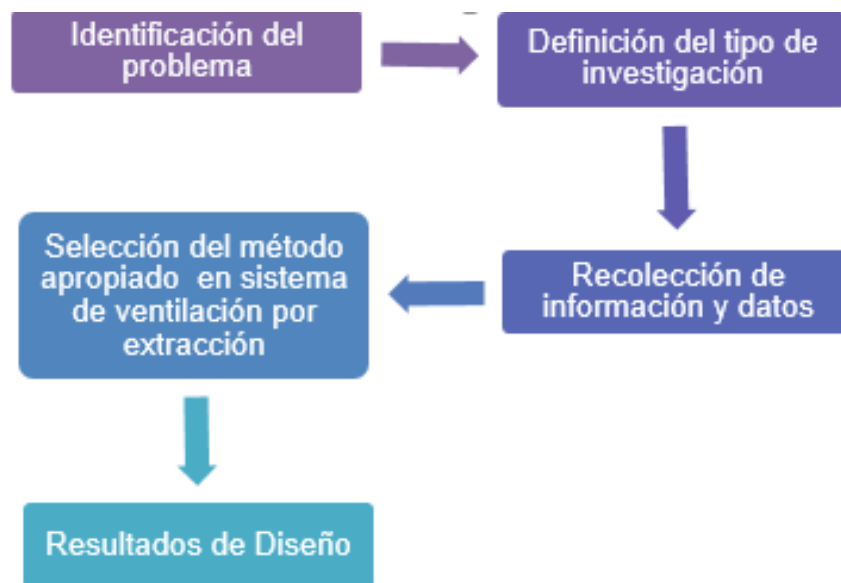 Identificación del
problema
Definición del tipo de
investigación
Recolección de
información y datos
Selección del método
apropiado en sistema
de ventilación por
extracción
Resultados de Diseño